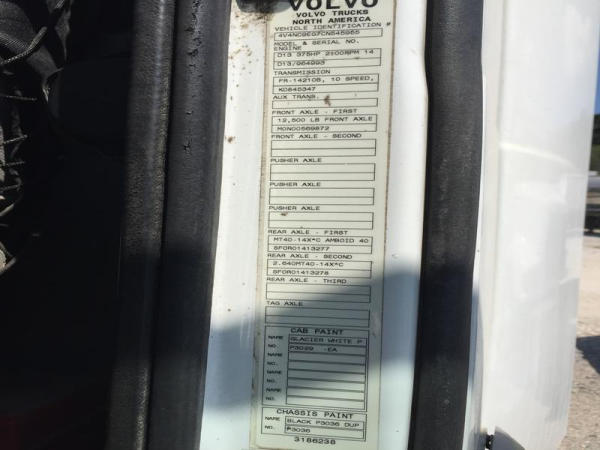 VOLVO
VOLVO TRUCKS
NORTH AMERICA
VEHICLE IDENTIFICATION #
4V4NC9EG7CN545965
MODEL & SERIAL NO.
ENGINE
D13 375HP 2100RPM 14
D13/964993
TRANSMISSION
FR-14210B, 10 SPEED,
K0645347
AUX TRANS.
FRONT AXLE - FIRST
12,500 LB FRONT AXLE
MON00569872
FRONT AXLE - SECOND
PUSHER AXLE
PUSHER AXLE
PUSHER AXLE
REAR AXLE - FIRST
MT40-14X*C AMBOID 40
SFOR01413277
REAR AXLE - SECOND
2.640MT40-14X*C
SFOR01413278
REAR AXLE - THIRD
TAG AXLE
CAB PAINT
NAME GLACIER WHITE P
NO. P3029 -EA
NAME
NO.
NAME
NO.
NAME
NO.
CHASSIS PAINT
NAME BLACK P3036 DUP
NO. P3036
3186238